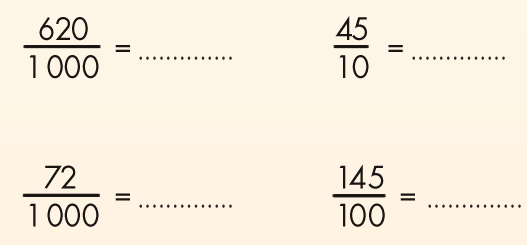 620/1 000 = .............
45/10 = .............
72/1 000 = .............
145/100 = .............